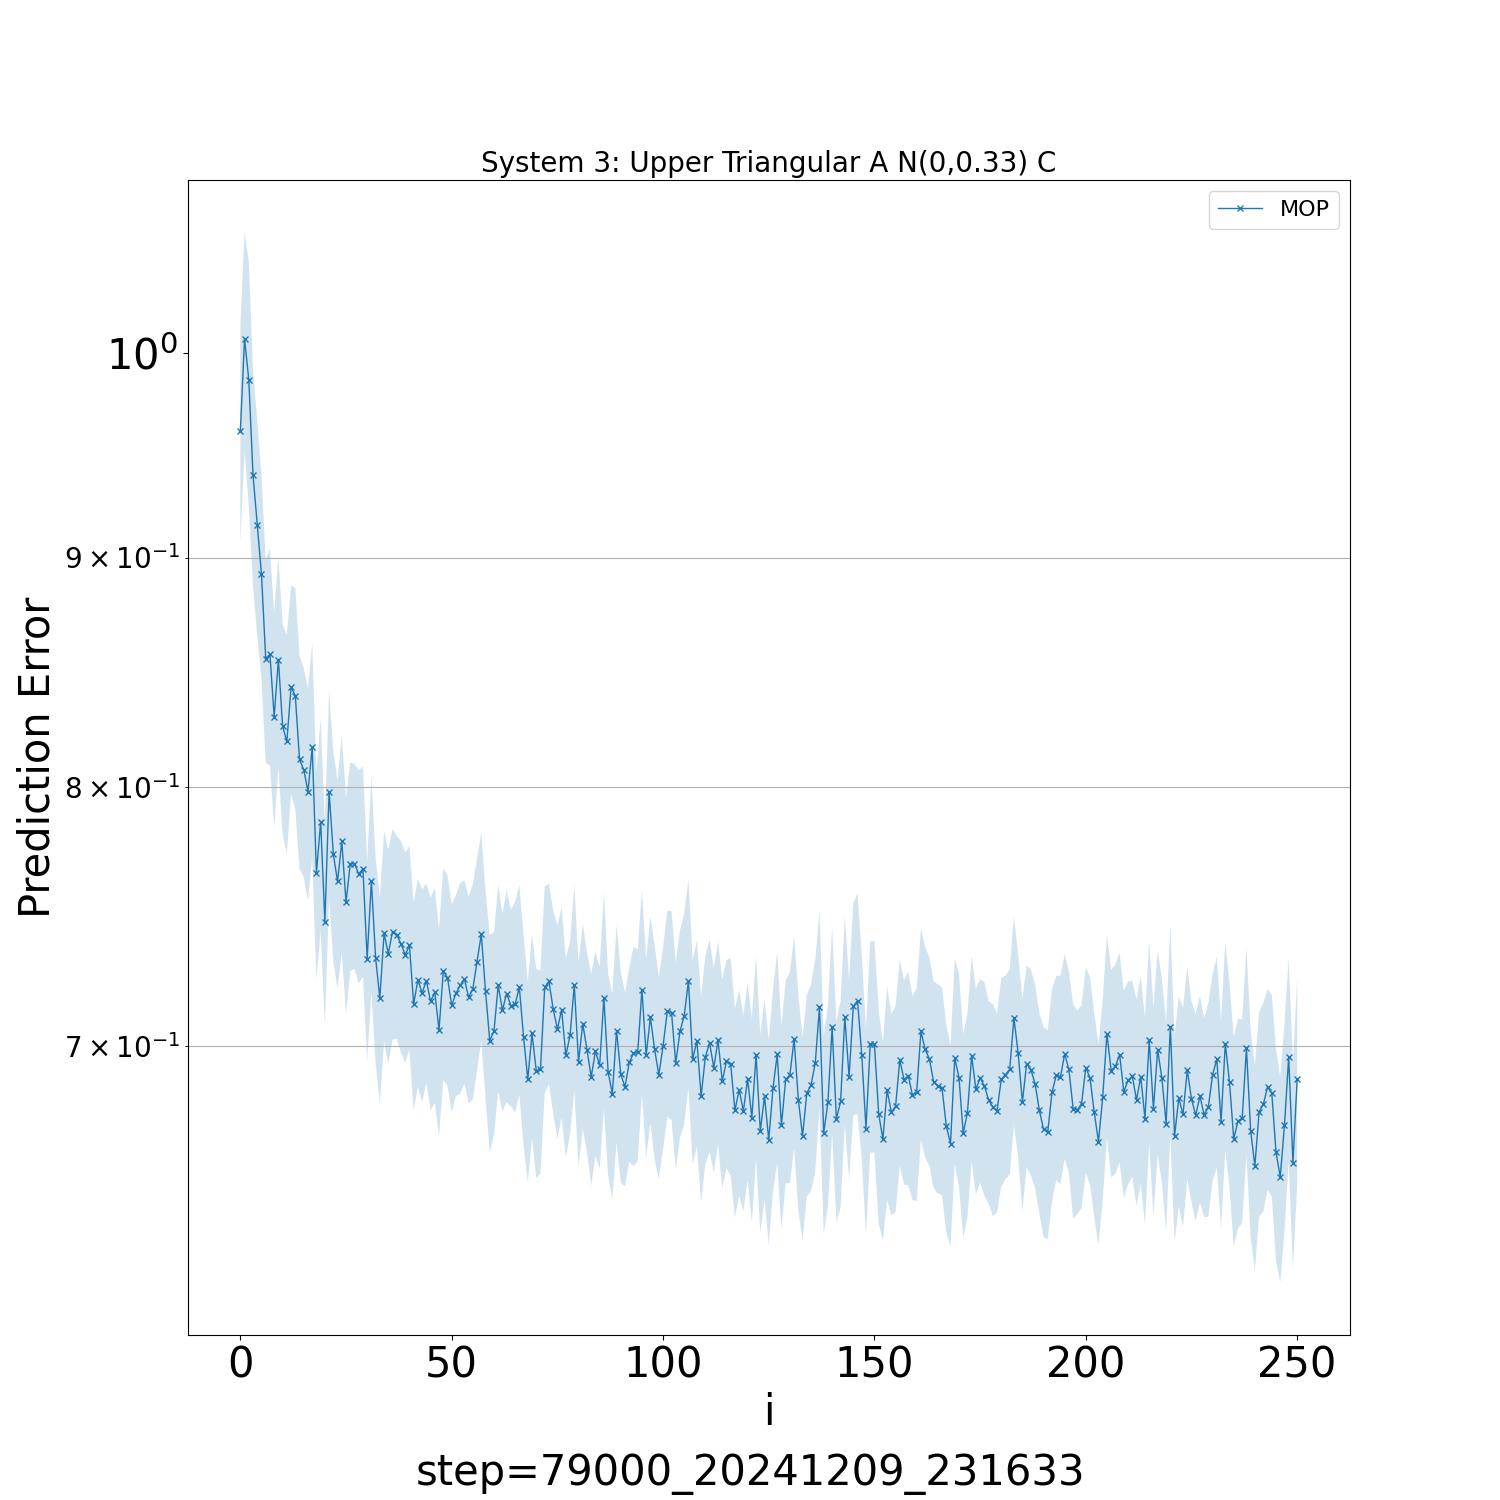 System 3: Upper Triangular A N(0,0.33) C
MOP
10⁰
9 × 10⁻¹
8 × 10⁻¹
7 × 10⁻¹
Prediction Error
0 50 100 150 200 250
i
step=79000_20241209_231633